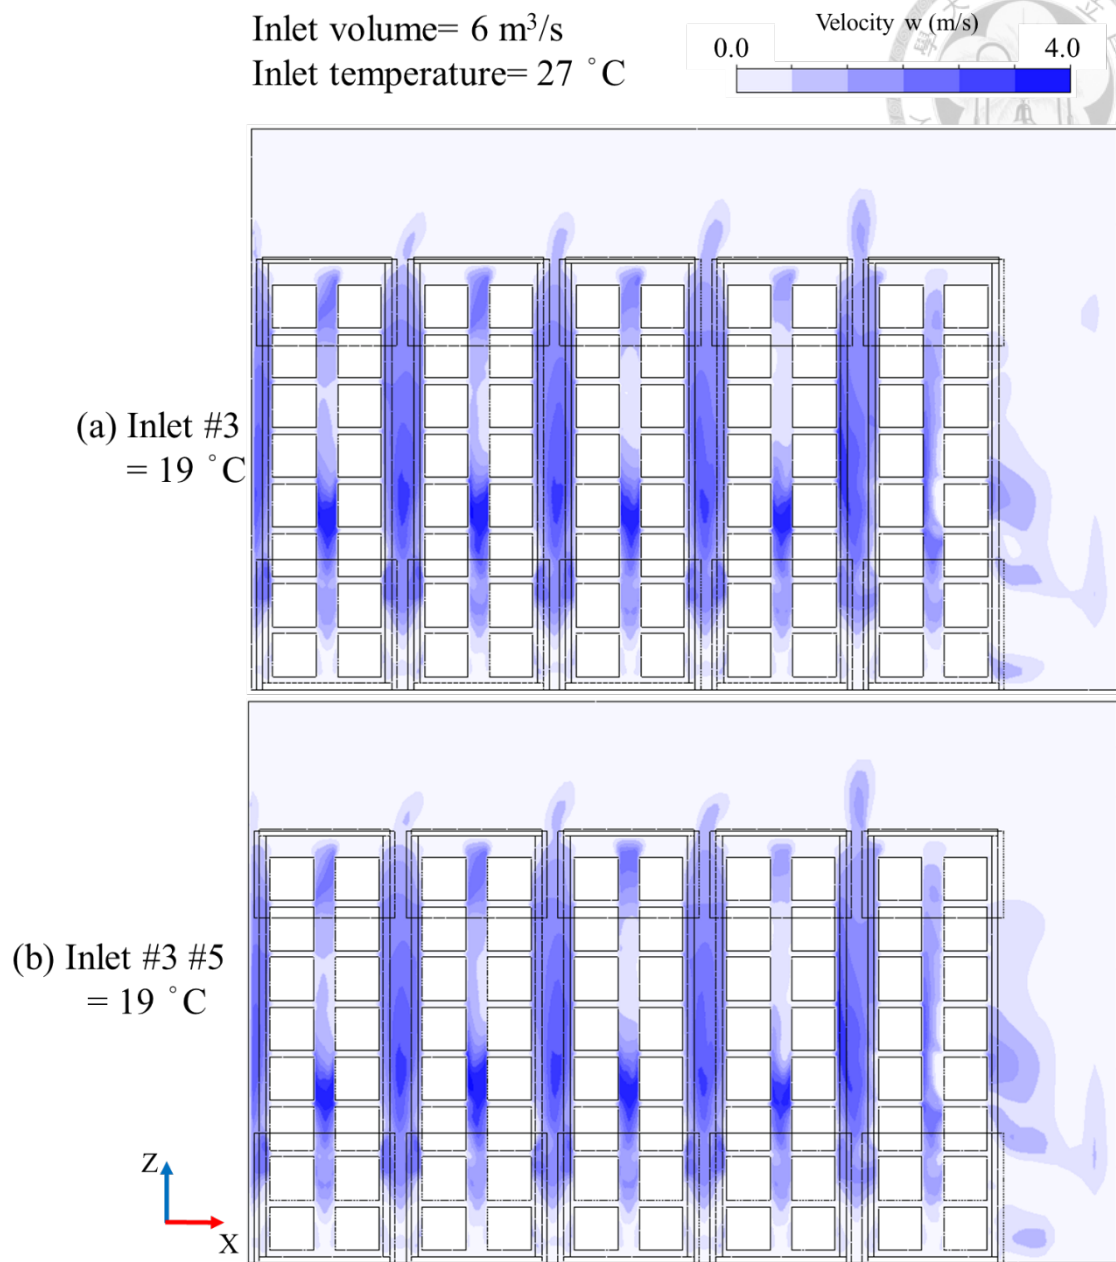 Inlet volume= 6 m³/s
Inlet temperature= 27 °C
Velocity w (m/s)
0.0
4.0
(a) Inlet #3
= 19 °C
(b) Inlet #3 #5
= 19 °C
Z
X